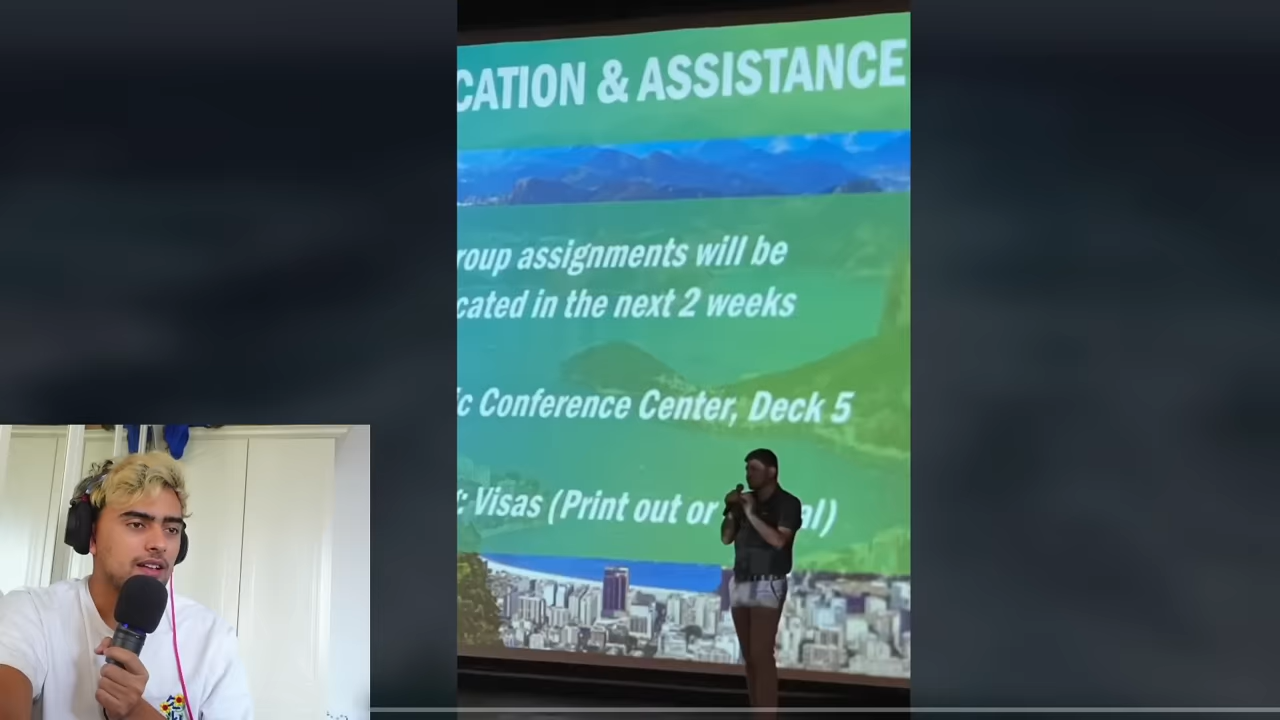 CATION & ASSISTANCE
roup assignments will be
cated in the next 2 weeks
c Conference Center, Deck 5
: Visas (Print out or al)